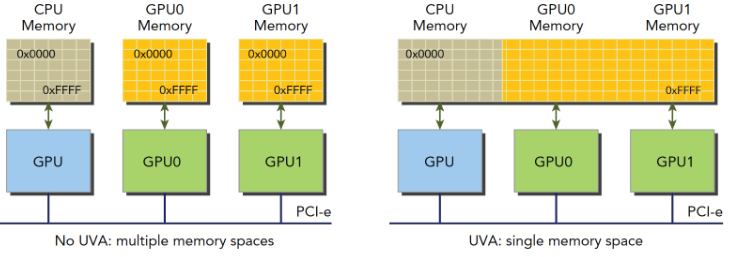 CPU
Memory
GPU0
Memory
GPU1
Memory
0x0000
0xFFFF
0x0000
0xFFFF
0x0000
0xFFFF
GPU
GPU0
GPU1
PCI-e
No UVA: multiple memory spaces
CPU
Memory
GPU0
Memory
GPU1
Memory
0x0000
0xFFFF
GPU
GPU0
GPU1
PCI-e
UVA: single memory space